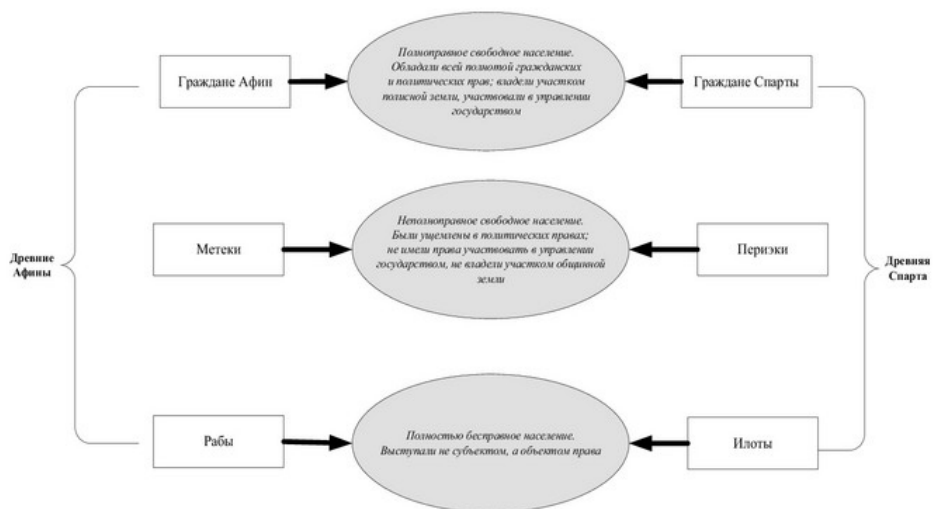 Полноправное свободное население.
Обладали всей полнотой гражданских
и политических прав; владели участком
полисной земли, участвовали в управлении
государством
Граждане Афин
Граждане Спарты
Неполноправное свободное население.
Были ущемлены в политических правах;
не имели права участвовать в управлении
государством, не владели участком общинной
земли
Метеки
Периэки
Древние
Афины
Древняя
Спарта
Рабы
Полностью бесправное население.
Выступали не субъектом, а объектом права
Илоты